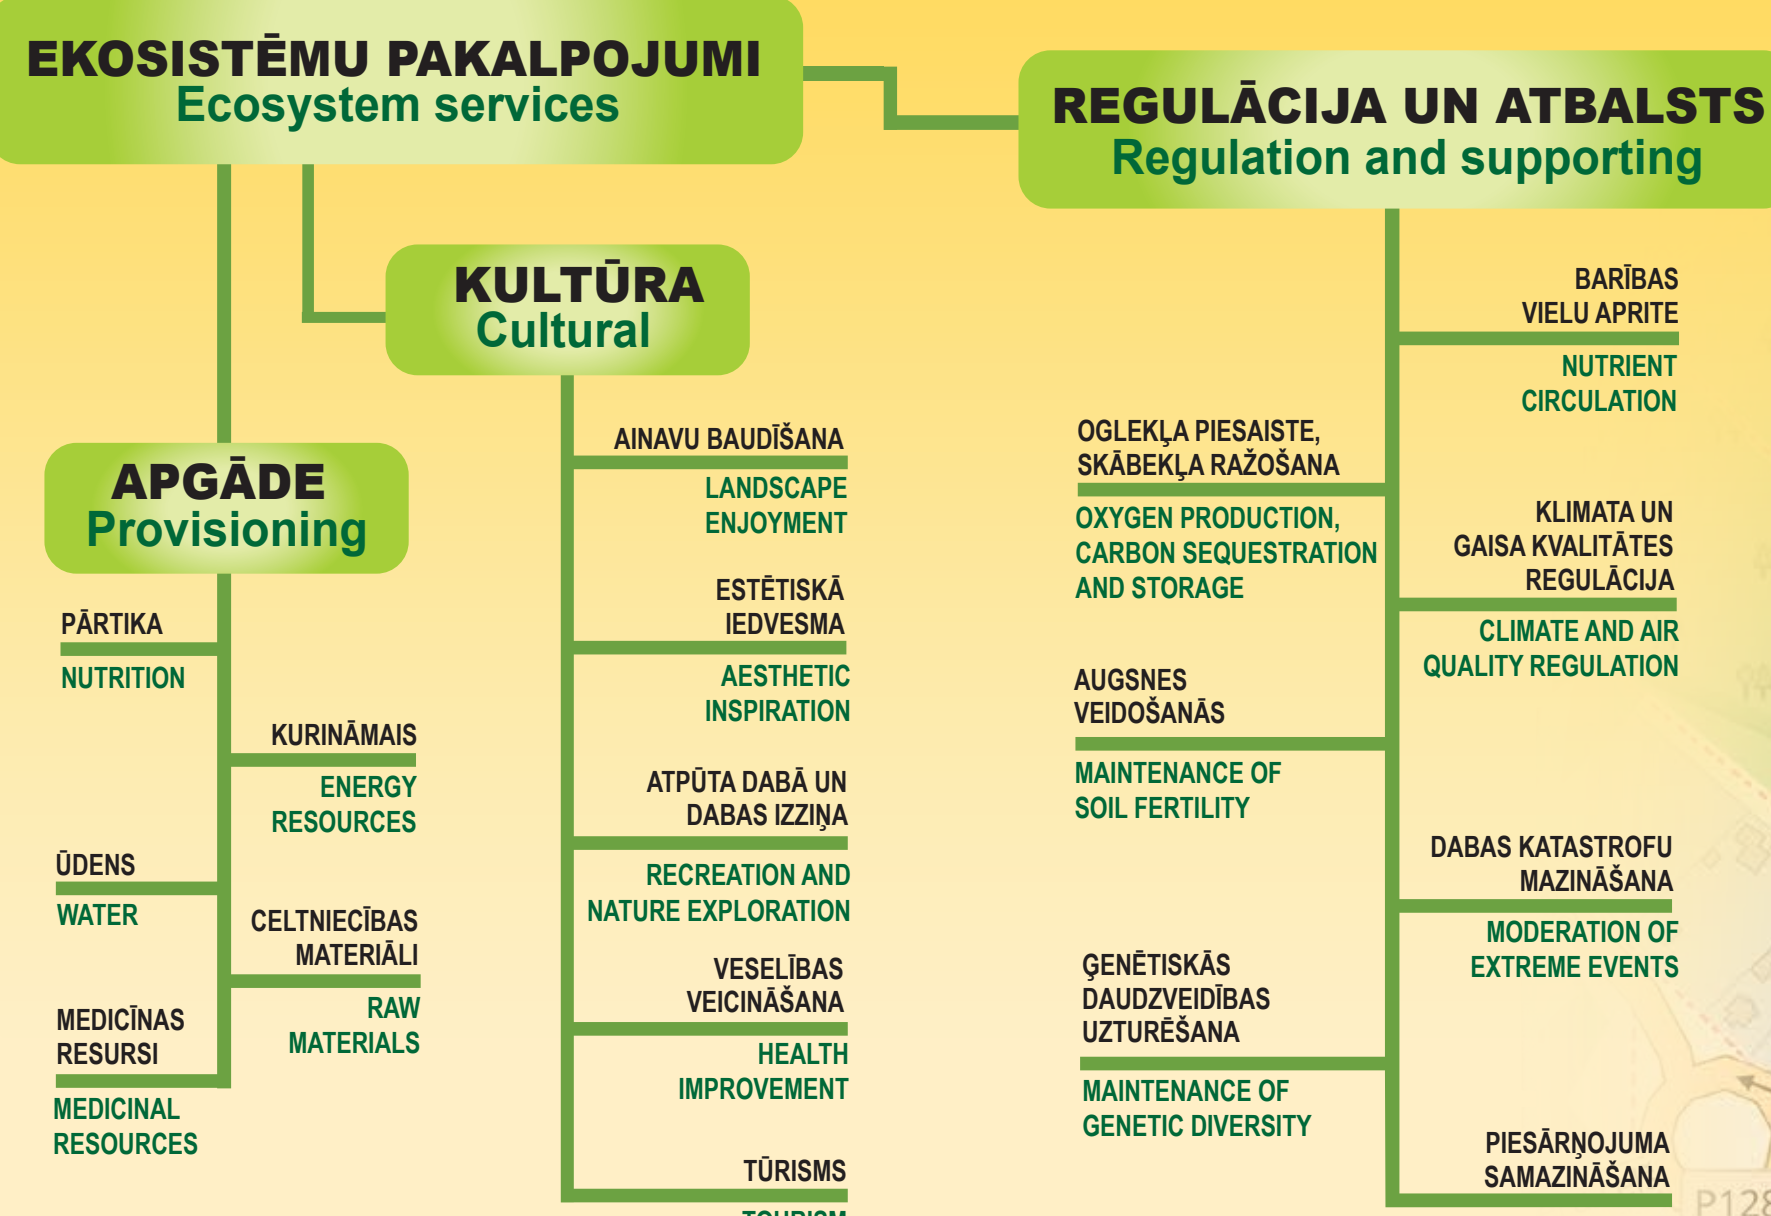 EKOSISTĒMU PAKALPOJUMI
Ecosystem services
REGULĀCIJA UN ATBALSTS
Regulation and supporting
KULTŪRA
Cultural
APGĀDE
Provisioning
PĀRTIKA
NUTRITION
KURINĀMAIS
ENERGY
RESOURCES
ŪDENS
WATER
CELTNIECĪBAS
MATERIĀLI
RAW
MATERIALS
MEDICĪNAS
RESURSI
MEDICINAL
RESOURCES
AINAVU BAUDĪŠANA
LANDSCAPE
ENJOYMENT
ESTĒTISKĀ
IEDVESMA
AESTHETIC
INSPIRATION
ATPŪTA DABĀ UN
DABAS IZZIŅA
RECREATION AND
NATURE EXPLORATION
VESELĪBAS
VEICINĀŠANA
HEALTH
IMPROVEMENT
TŪRISMS
TOURISM
BARĪBAS
VIELU APRITE
NUTRIENT
CIRCULATION
OGLEKĻA PIESAISTE,
SKĀBEKĻA RAŽOŠANA
OXYGEN PRODUCTION,
CARBON SEQUESTRATION
AND STORAGE
KLIMATA UN
GAISA KVALITĀTES
REGULĀCIJA
CLIMATE AND AIR
QUALITY REGULATION
AUGSNES
VEIDOŠANĀS
MAINTENANCE OF
SOIL FERTILITY
DABAS KATASTROFU
MAZINĀŠANA
MODERATION OF
EXTREME EVENTS
ĢENĒTISKĀS
DAUDZVEIDĪBAS
UZTURĒŠANA
MAINTENANCE OF
GENETIC DIVERSITY
PIESĀRŅOJUMA
SAMAZINĀŠANA
P128